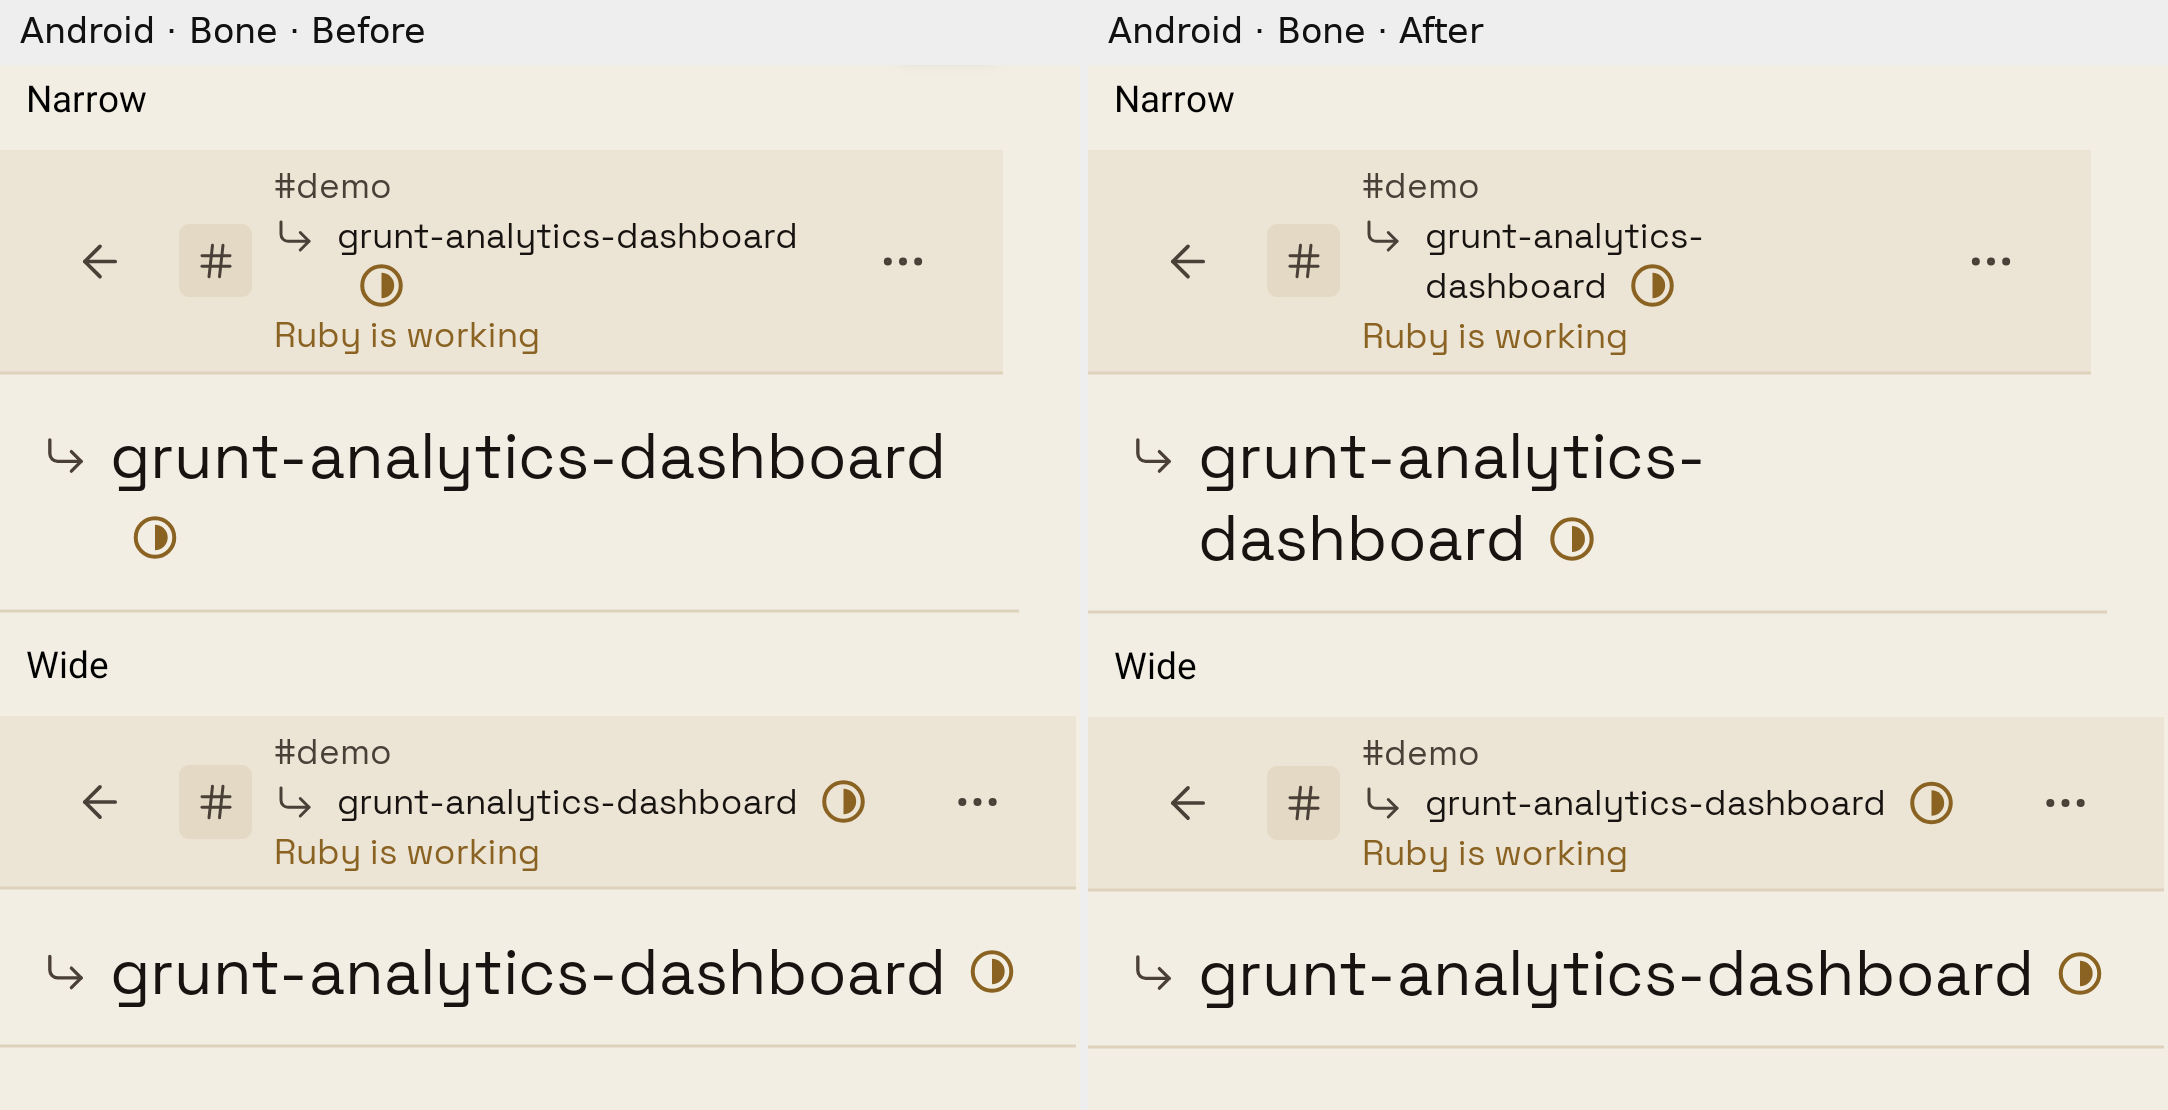 Android · Bone · Before
Narrow
#
#demo
grunt-analytics-dashboard
Ruby is working
grunt-analytics-dashboard
Wide
#
#demo
grunt-analytics-dashboard
Ruby is working
grunt-analytics-dashboard
Android · Bone · After
Narrow
#
#demo
grunt-analytics-
dashboard
Ruby is working
grunt-analytics-
dashboard
Wide
#
#demo
grunt-analytics-dashboard
Ruby is working
grunt-analytics-dashboard